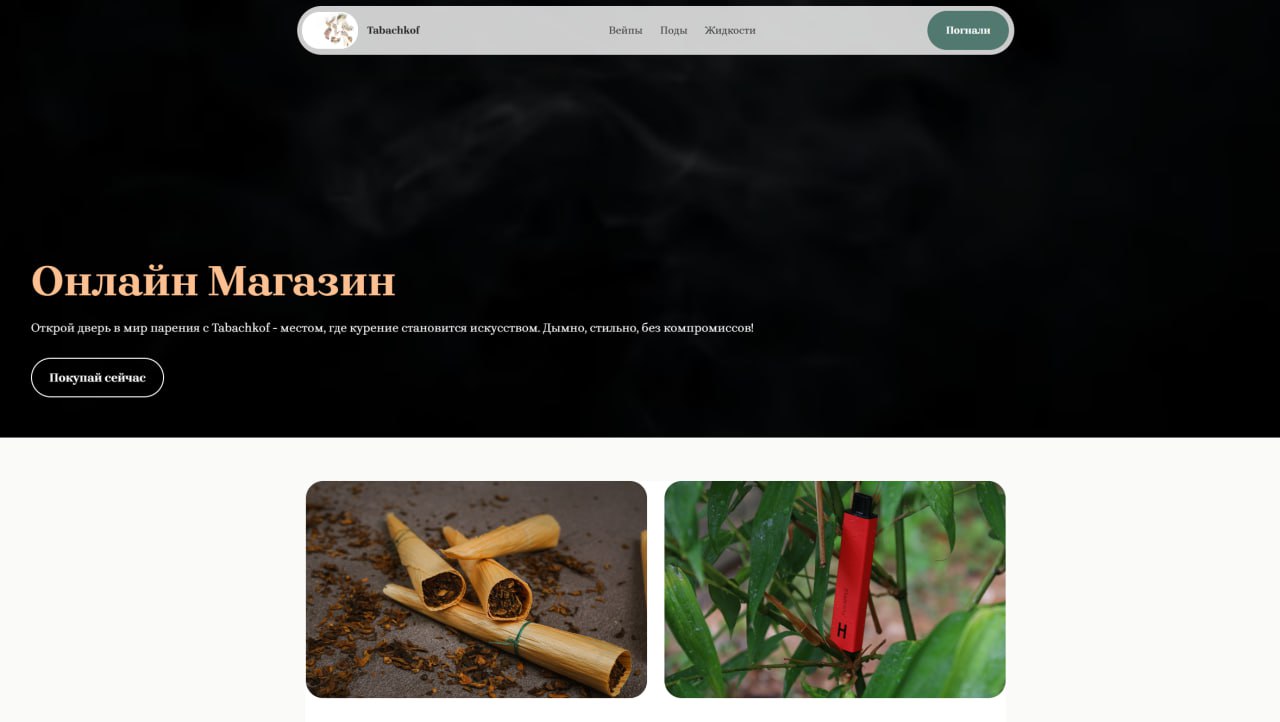 Tabachkof
Вейпы
Поды
Жидкости
Погнали
Онлайн Магазин
Открой дверь в мир парения с Tabachkof - местом, где курение становится искусством. Дымно, стильно, без компромиссов!
Покупай сейчас
H